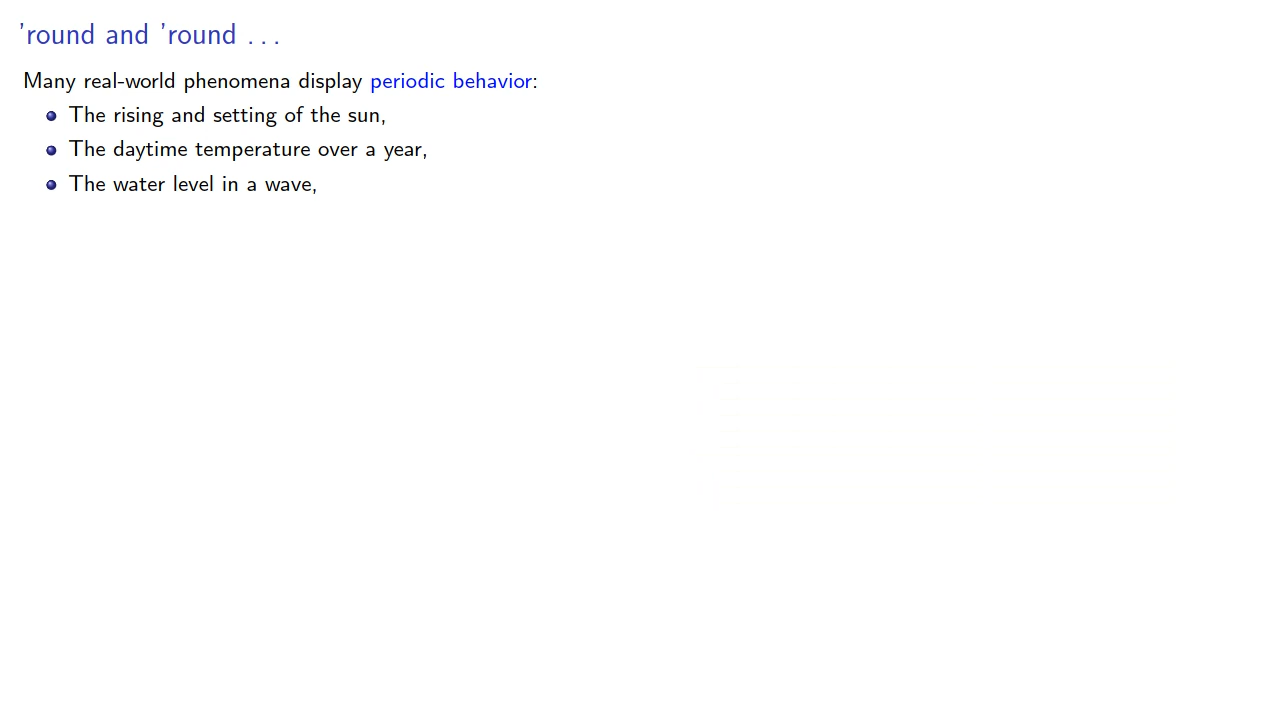 ’round and ’round . . .
Many real-world phenomena display periodic behavior:
The rising and setting of the sun,
The daytime temperature over a year,
The water level in a wave,